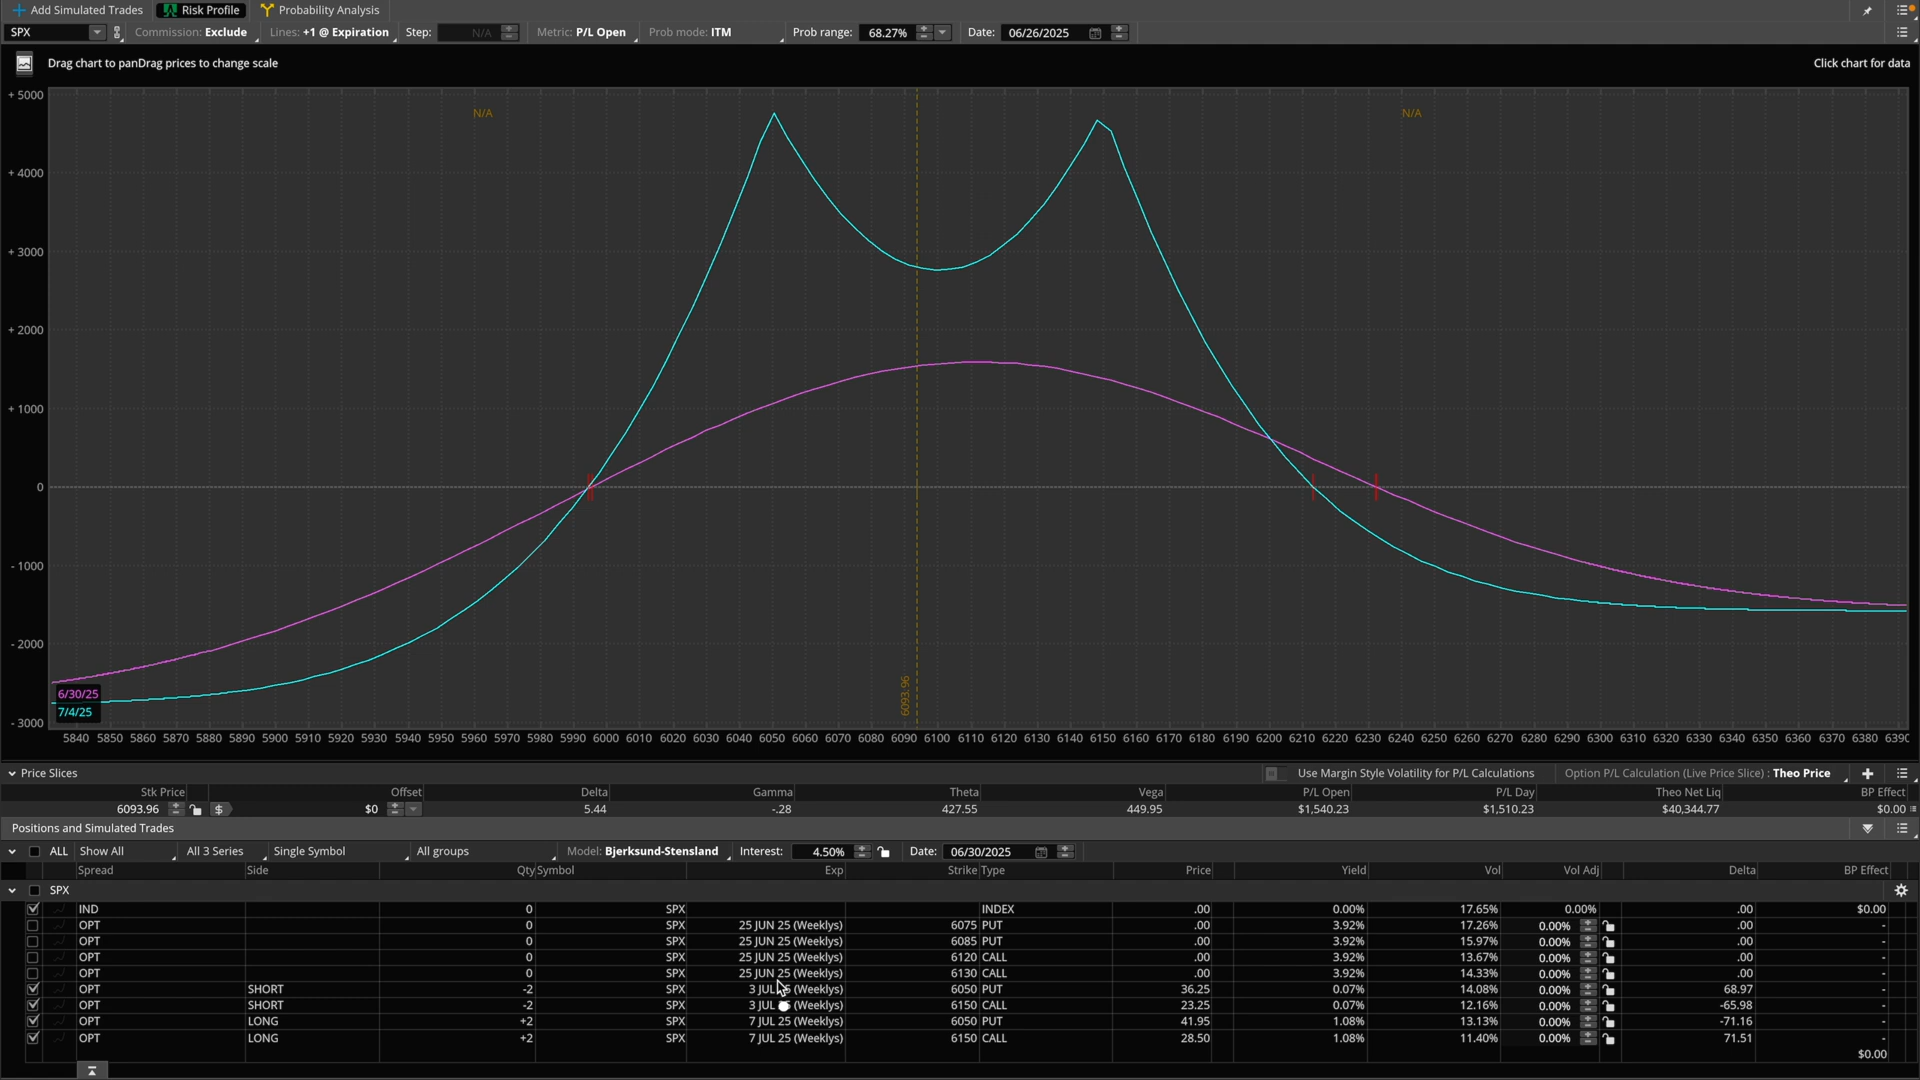 Add Simulated Trades Risk Profile Probability Analysis
SPX Commission: Exclude Lines: +1 @ Expiration Step: N/A Metric: P/L Open Prob mode: ITM Prob range: 68.27% Date: 06/26/2025
Drag chart to panDrag prices to change scale Click chart for data
+ 5000
N/A N/A
+ 4000
+ 3000
+ 2000
+ 1000
0
- 1000
- 2000
6093.96
6/30/25
7/4/25
- 3000
5840 5850 5860 5870 5880 5890 5900 5910 5920 5930 5940 5950 5960 5970 5980 5990 6000 6010 6020 6030 6040 6050 6060 6070 6080 6090 6100 6110 6120 6130 6140 6150 6160 6170 6180 6190 6200 6210 6220 6230 6240 6250 6260 6270 6280 6290 6300 6310 6320 6330 6340 6350 6360 6370 6380 6390
Price Slices Use Margin Style Volatility for P/L Calculations Option P/L Calculation (Live Price Slice) : Theo Price
Stk Price Offset Delta Gamma Theta Vega P/L Open P/L Day Theo Net Liq BP Effect
6093.96 $ $0 5.44 -.28 427.55 449.95 $1,540.23 $1,510.23 $40,344.77 $0.00
Positions and Simulated Trades
ALL Show All All 3 Series Single Symbol All groups Model: Bjerksund-Stensland Interest: 4.50% Date: 06/30/2025
Spread Side Qty Symbol Exp Strike Type Price Yield Vol Vol Adj Delta BP Effect
SPX
IND 0 SPX INDEX .00 0.00% 17.65% 0.00% .00 $0.00
OPT 0 SPX 25 JUN 25 (Weeklys) 6075 PUT .00 3.92% 17.26% 0.00% .00 -
OPT 0 SPX 25 JUN 25 (Weeklys) 6085 PUT .00 3.92% 15.97% 0.00% .00 -
OPT 0 SPX 25 JUN 25 (Weeklys) 6120 CALL .00 3.92% 13.67% 0.00% .00 -
OPT 0 SPX 25 JUN 25 (Weeklys) 6130 CALL .00 3.92% 14.33% 0.00% .00 -
OPT SHORT -2 SPX 3 JUL (Weeklys) 6050 PUT 36.25 0.07% 14.08% 0.00% 68.97 -
OPT SHORT -2 SPX 3 JUL (Weeklys) 6150 CALL 23.25 0.07% 12.16% 0.00% -65.98 -
OPT LONG +2 SPX 7 JUL 25 (Weeklys) 6050 PUT 41.95 1.08% 13.13% 0.00% -71.16 -
OPT LONG +2 SPX 7 JUL 25 (Weeklys) 6150 CALL 28.50 1.08% 11.40% 0.00% 71.51 -
$0.00